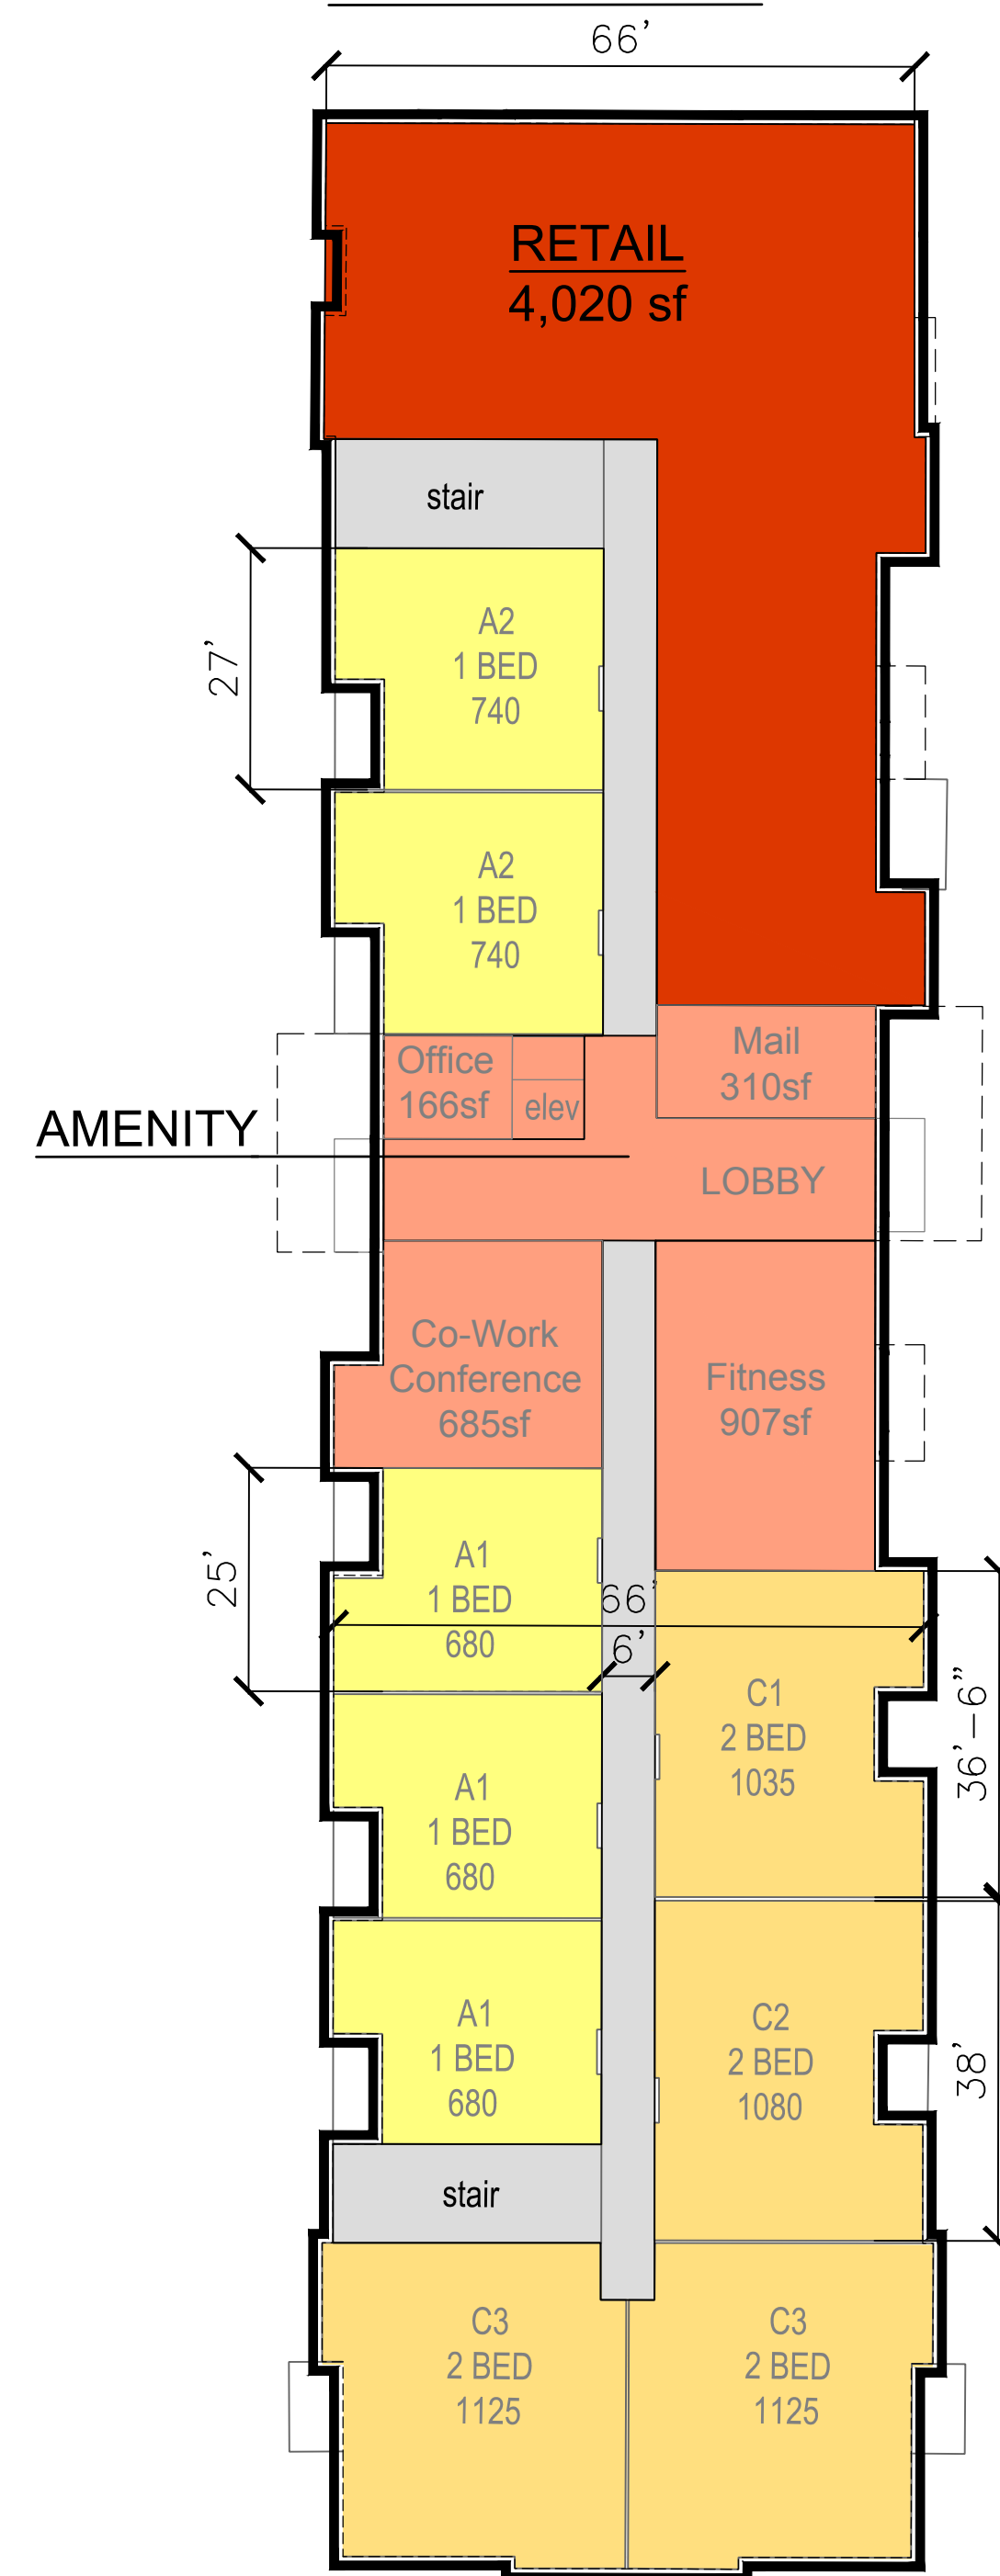 66'
RETAIL
4,020 sf
stair
27'
A2
1 BED
740
A2
1 BED
740
Office
166sf
elev
Mail
310sf
AMENITY
LOBBY
Co-Work
Conference
685sf
Fitness
907sf
25'
A1
1 BED
680
66'
6'
C1
2 BED
1035
36'-6"
A1
1 BED
680
A1
1 BED
680
C2
2 BED
1080
38'
stair
C3
2 BED
1125
C3
2 BED
1125